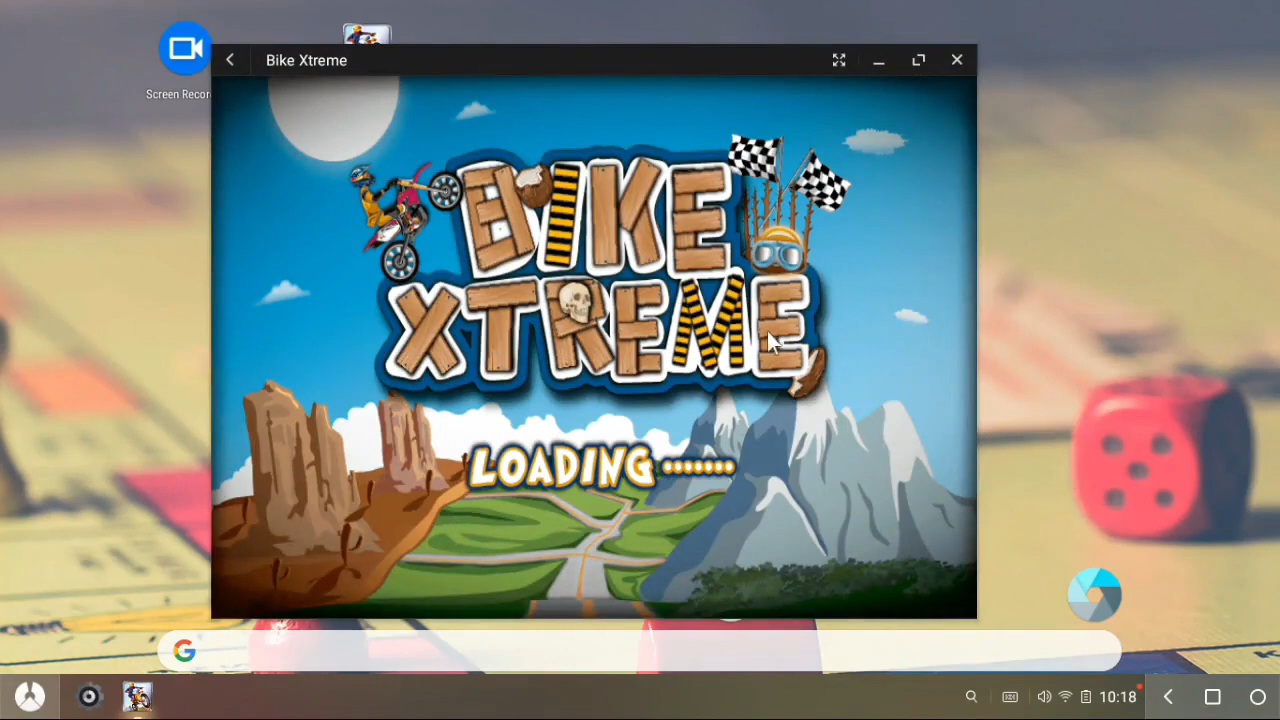 Bike Xtreme
Screen Recor
BIKE
XTREME
LOADING.......
10:18